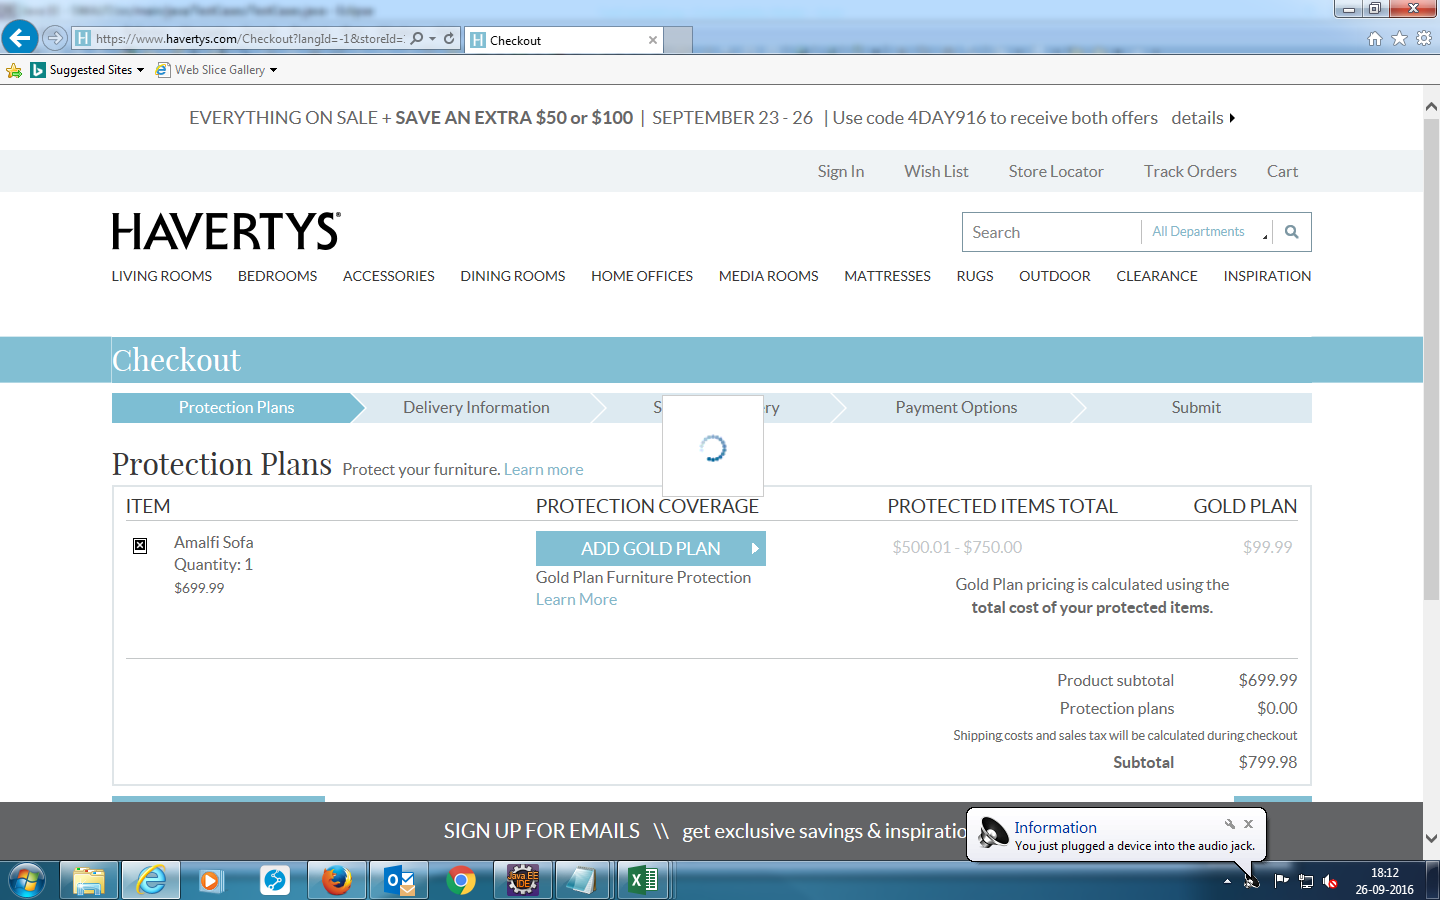 https://www.havertys.com/Checkout?langId=-1&storeId=
Checkout
Suggested Sites
Web Slice Gallery
EVERYTHING ON SALE + SAVE AN EXTRA $50 or $100 | SEPTEMBER 23 - 26 | Use code 4DAY916 to receive both offers details
Sign In Wish List Store Locator Track Orders Cart
HAVERTYS®
Search All Departments
LIVING ROOMS BEDROOMS ACCESSORIES DINING ROOMS HOME OFFICES MEDIA ROOMS MATTRESSES RUGS OUTDOOR CLEARANCE INSPIRATION
Checkout
Protection Plans Delivery Information S ry Payment Options Submit
Protection Plans Protect your furniture. Learn more
ITEM PROTECTION COVERAGE PROTECTED ITEMS TOTAL GOLD PLAN
Amalfi Sofa ADD GOLD PLAN $500.01 - $750.00 $99.99
Quantity: 1
$699.99
Gold Plan Furniture Protection
Learn More
Gold Plan pricing is calculated using the
total cost of your protected items.
Product subtotal $699.99
Protection plans $0.00
Shipping costs and sales tax will be calculated during checkout
Subtotal $799.98
SIGN UP FOR EMAILS \\ get exclusive savings & inspiratio
Information
You just plugged a device into the audio jack.
Java EE
IDE
18:12
26-09-2016